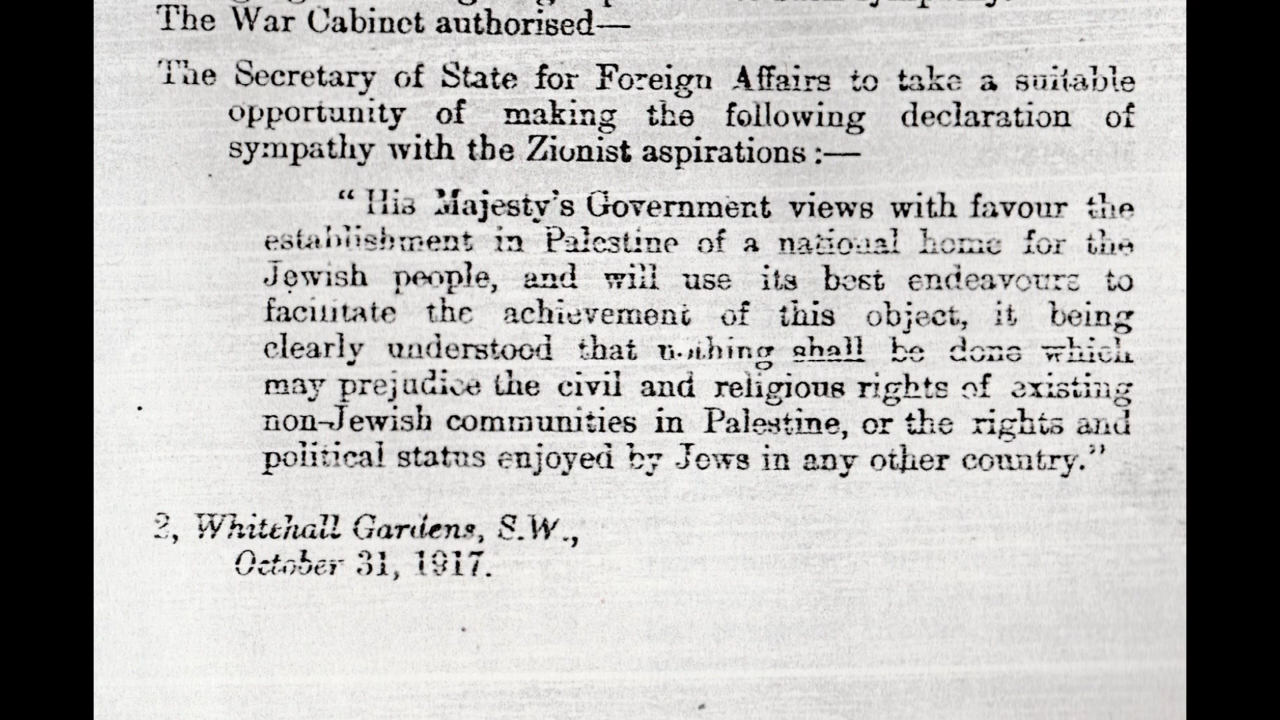 The War Cabinet authorised—
The Secretary of State for Foreign Affairs to take a suitable
opportunity of making the following declaration of
sympathy with the Zionist aspirations :—
“ His Majesty's Government views with favour the
establishment in Palestine of a national home for the
Jewish people, and will use its best endeavours to
facilitate the achievement of this object, it being
clearly understood that nothing shall be done which
may prejudice the civil and religious rights of existing
non-Jewish communities in Palestine, or the rights and
political status enjoyed by Jews in any other country.”
2, Whitehall Gardens, S.W.,
October 31, 1917.